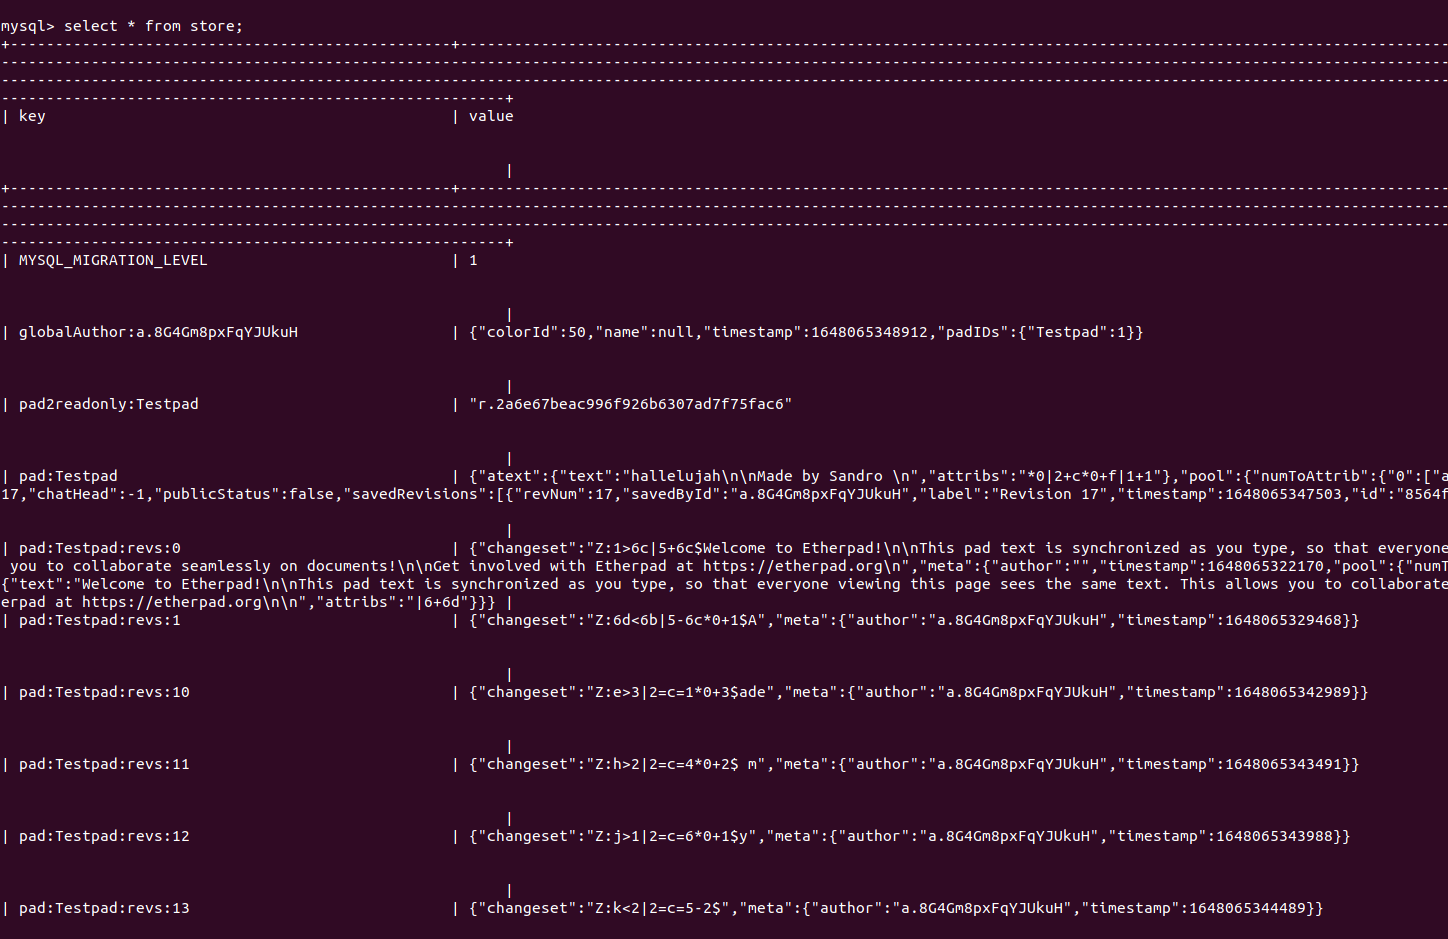 mysql> select * from store;
+-------------------------------------------------+--------------------------------------------------------------------------------------------------------------
-----------------------------------------------------------------------------------------------------------------------------------------------------------------
-----------------------------------------------------------------------------------------------------------------------------------------------------------------
--------------------------------------------------------+
| key | value
|
+-------------------------------------------------+--------------------------------------------------------------------------------------------------------------
-----------------------------------------------------------------------------------------------------------------------------------------------------------------
-----------------------------------------------------------------------------------------------------------------------------------------------------------------
--------------------------------------------------------+
| MYSQL_MIGRATION_LEVEL | 1
|
| globalAuthor:a.8G4Gm8pxFqYJUkuH | {"colorId":50,"name":null,"timestamp":1648065348912,"padIDs":{"Testpad":1}}
|
| pad2readonly:Testpad | "r.2a6e67beac996f926b6307ad7f75fac6"
|
| pad:Testpad | {"atext":{"text":"hallelujah\n\nMade by Sandro \n","attribs":"*0|2+c*0+f|1+1"},"pool":{"numToAttrib":{"0":["a
17,"chatHead":-1,"publicStatus":false,"savedRevisions":[{"revNum":17,"savedById":"a.8G4Gm8pxFqYJUkuH","label":"Revision 17","timestamp":1648065347503,"id":"8564f
|
| pad:Testpad:revs:0 | {"changeset":"Z:1>6c|5+6c$Welcome to Etherpad!\n\nThis pad text is synchronized as you type, so that everyone
you to collaborate seamlessly on documents!\n\nGet involved with Etherpad at https://etherpad.org\n","meta":{"author":"","timestamp":1648065322170,"pool":{"numT
{"text":"Welcome to Etherpad!\n\nThis pad text is synchronized as you type, so that everyone viewing this page sees the same text. This allows you to collaborate
erpad at https://etherpad.org\n\n","attribs":"|6+6d"}}} |
| pad:Testpad:revs:1 | {"changeset":"Z:6d<6b|5-6c*0+1$A","meta":{"author":"a.8G4Gm8pxFqYJUkuH","timestamp":1648065329468}}
|
| pad:Testpad:revs:10 | {"changeset":"Z:e>3|2=c=1*0+3$ade","meta":{"author":"a.8G4Gm8pxFqYJUkuH","timestamp":1648065342989}}
|
| pad:Testpad:revs:11 | {"changeset":"Z:h>2|2=c=4*0+2$ m","meta":{"author":"a.8G4Gm8pxFqYJUkuH","timestamp":1648065343491}}
|
| pad:Testpad:revs:12 | {"changeset":"Z:j>1|2=c=6*0+1$y","meta":{"author":"a.8G4Gm8pxFqYJUkuH","timestamp":1648065343988}}
|
| pad:Testpad:revs:13 | {"changeset":"Z:k<2|2=c=5-2$","meta":{"author":"a.8G4Gm8pxFqYJUkuH","timestamp":1648065344489}}